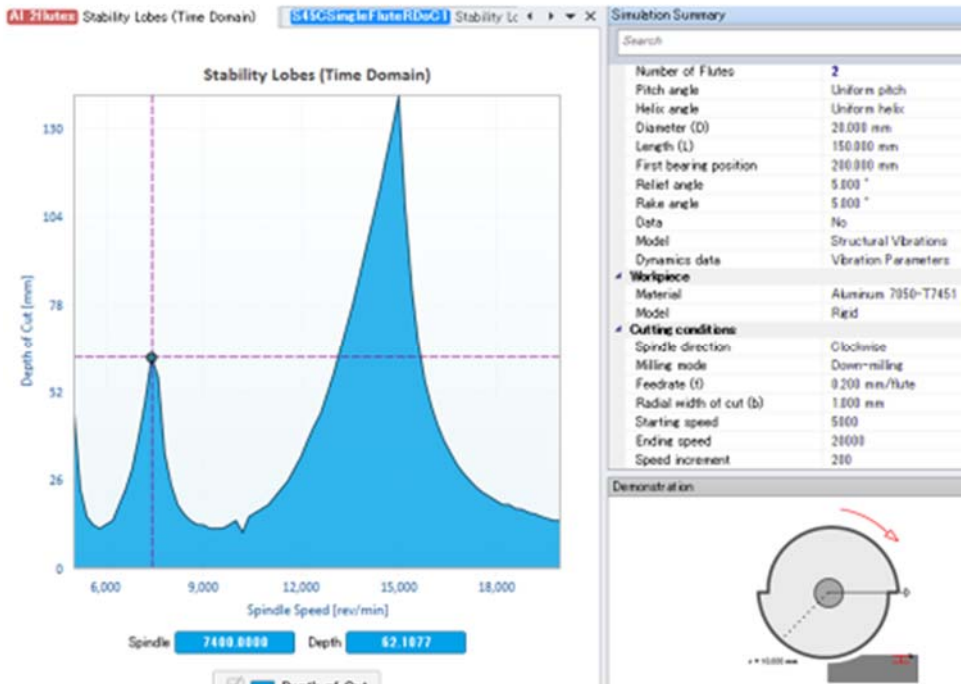 Al 2flutes Stability Lobes (Time Domain)
S45CSingleFluteRDoC1 Stability Lc
Simulation Summary
Search
Stability Lobes (Time Domain)
Depth of Cut [mm]
130
104
78
52
26
0
6,000 9,000 12,000 15,000 18,000
Spindle Speed [rev/min]
Spindle 7400.0000 Depth 62.1077
Depth of Cut
Number of Flutes 2
Pitch angle Uniform pitch
Helix angle Uniform helix
Diameter (D) 20.000 mm
Length (L) 150.000 mm
First bearing position 200.000 mm
Relief angle 5.000 °
Rake angle 5.000 °
Data No
Model Structural Vibrations
Dynamics data Vibration Parameters
Workpiece
Material Aluminum 7050-T7451
Model Rigid
Cutting conditions
Spindle direction Clockwise
Milling mode Down-milling
Feedrate (f) 0.200 mm/flute
Radial width of cut (b) 1.000 mm
Starting speed 5000
Ending speed 20000
Speed increment 200
Demonstration
r = 10.000 mm